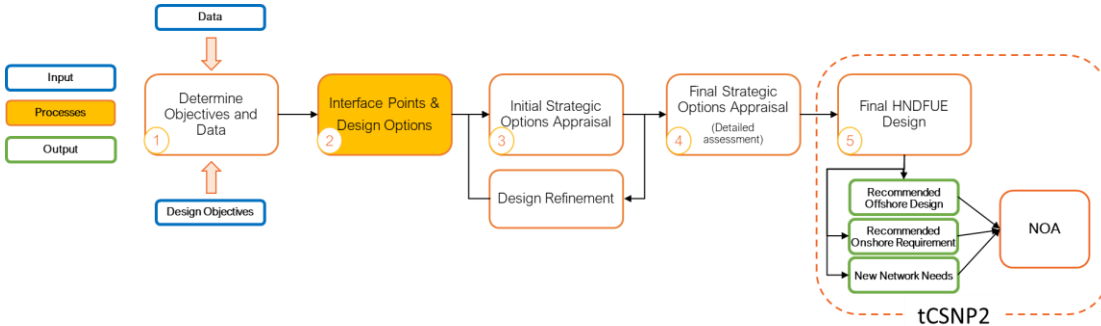 Data
Input
Processes
Output
Determine
Objectives and
Data
1
Design Objectives
Interface Points &
Design Options
2
Initial Strategic
Options Appraisal
3
Design Refinement
Final Strategic
Options Appraisal
(Detailed
assessment)
4
Final HNDFUE
Design
5
Recommended
Offshore Design
Recommended
Onshore Requirement
New Network Needs
NOA
tCSNP2